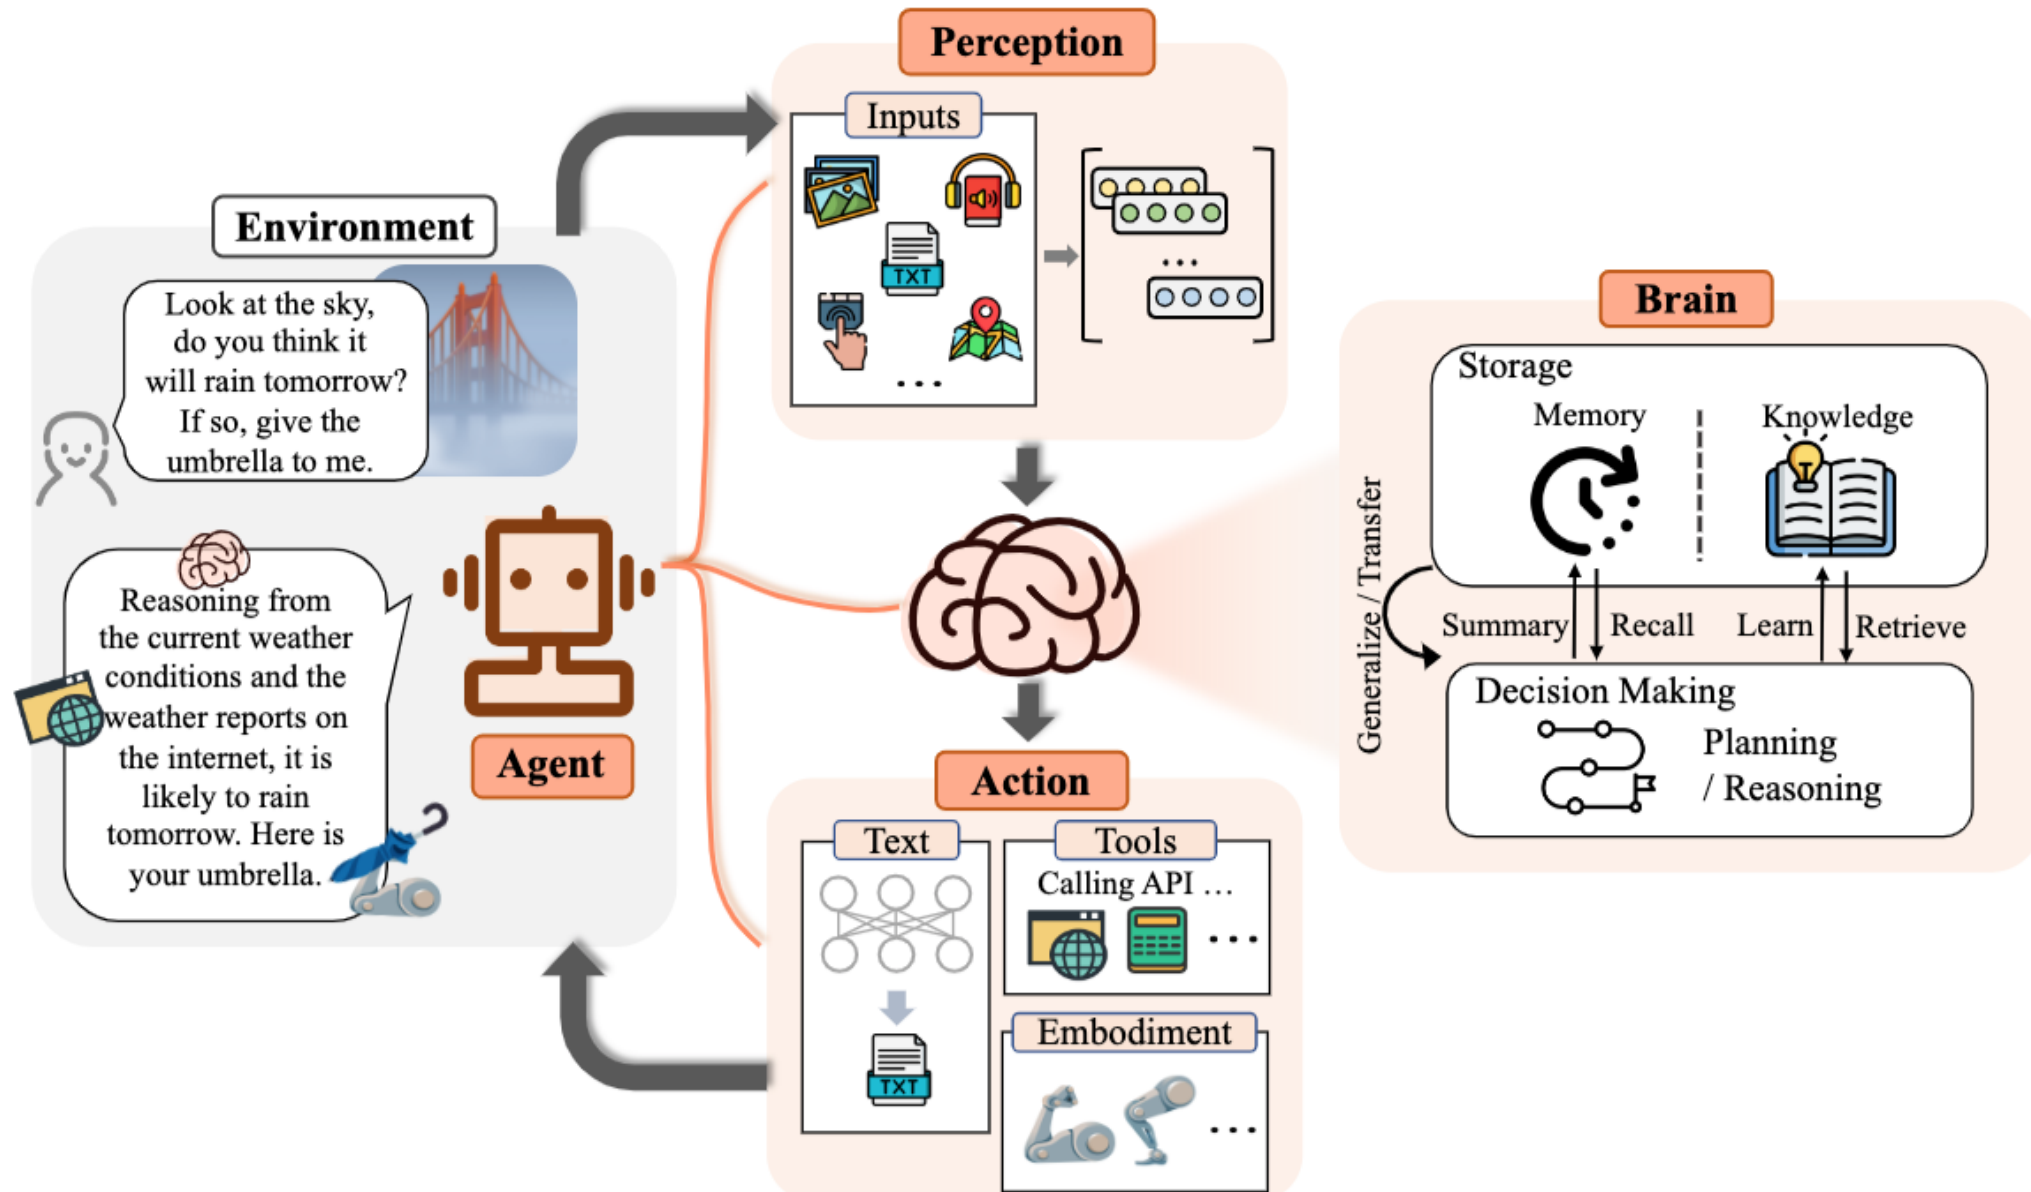 Perception
Inputs
TXT
...
...
Environment
Look at the sky,
do you think it
will rain tomorrow?
If so, give the
umbrella to me.
Reasoning from
the current weather
conditions and the
weather reports on
the internet, it is
likely to rain
tomorrow. Here is
your umbrella.
Agent
Brain
Storage
Memory
Knowledge
Generalize / Transfer
Summary
Recall
Learn
Retrieve
Decision Making
Planning
/ Reasoning
Action
Text
TXT
Tools
Calling API ...
...
Embodiment
...